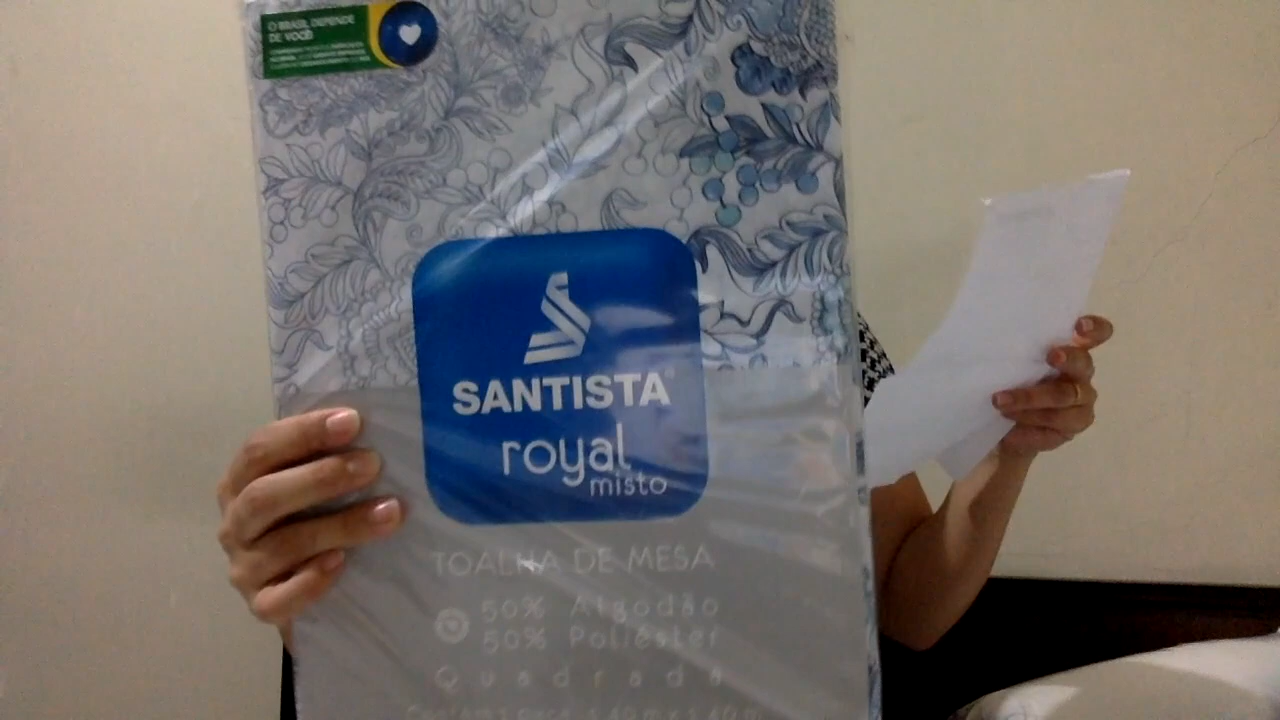 O BRASIL DEPENDE
DE VOCÊ!
SANTISTA
royal
misto
TOALHA DE MESA
50% Algodão
50% Poliéster
Quadrada